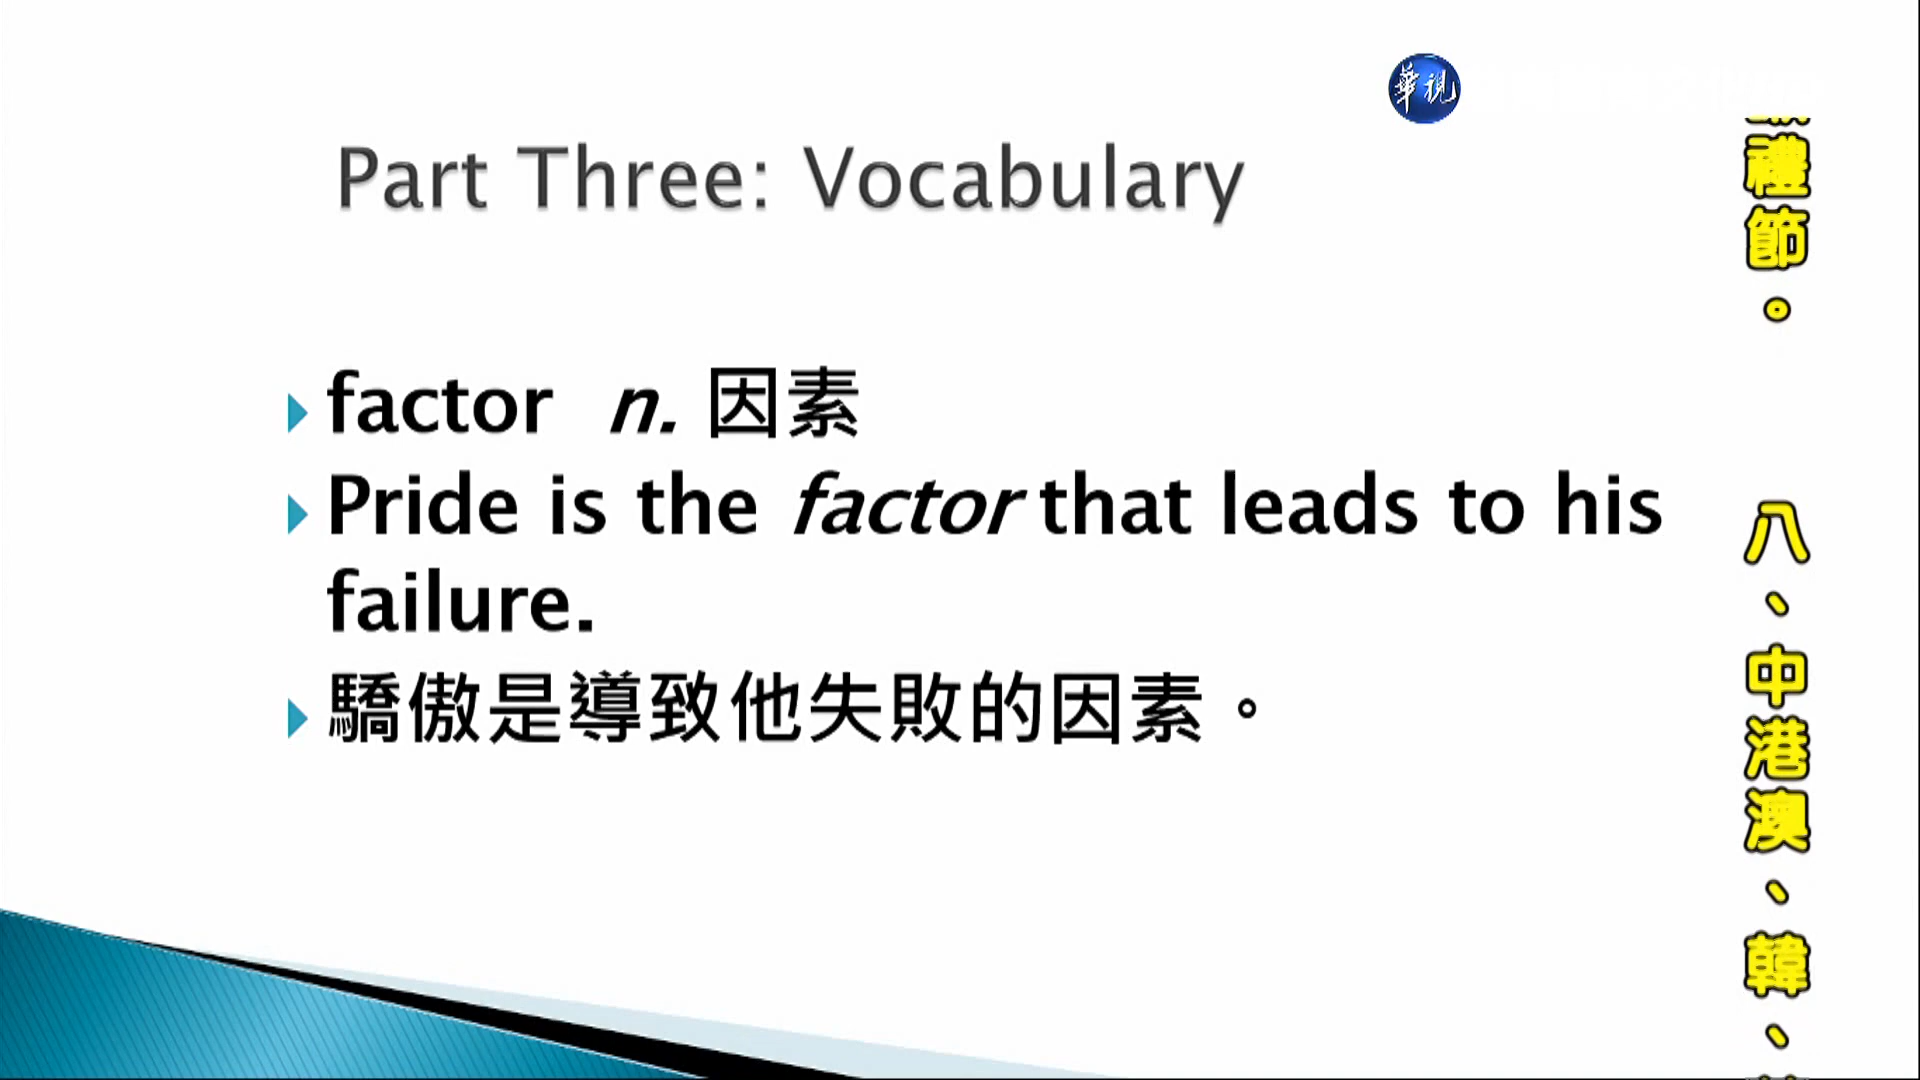 華視
Part Three: Vocabulary
factor n. 因素
Pride is the factor that leads to his
failure.
驕傲是導致他失敗的因素。
禮節。 八、中港澳、韓、